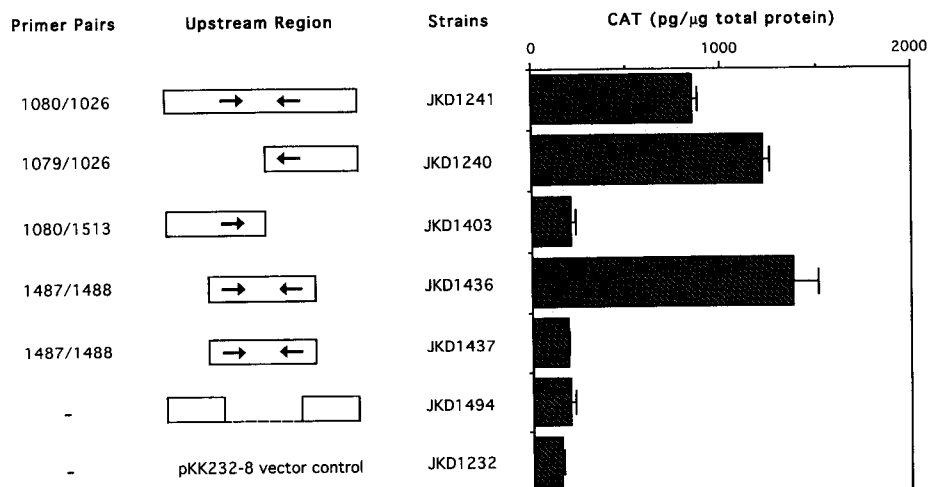 Primer Pairs Upstream Region Strains CAT (pg/μg total protein)
0 1000 2000
1080/1026 JKD1241
1079/1026 JKD1240
1080/1513 JKD1403
1487/1488 JKD1436
1487/1488 JKD1437
- JKD1494
- pKK232-8 vector control JKD1232